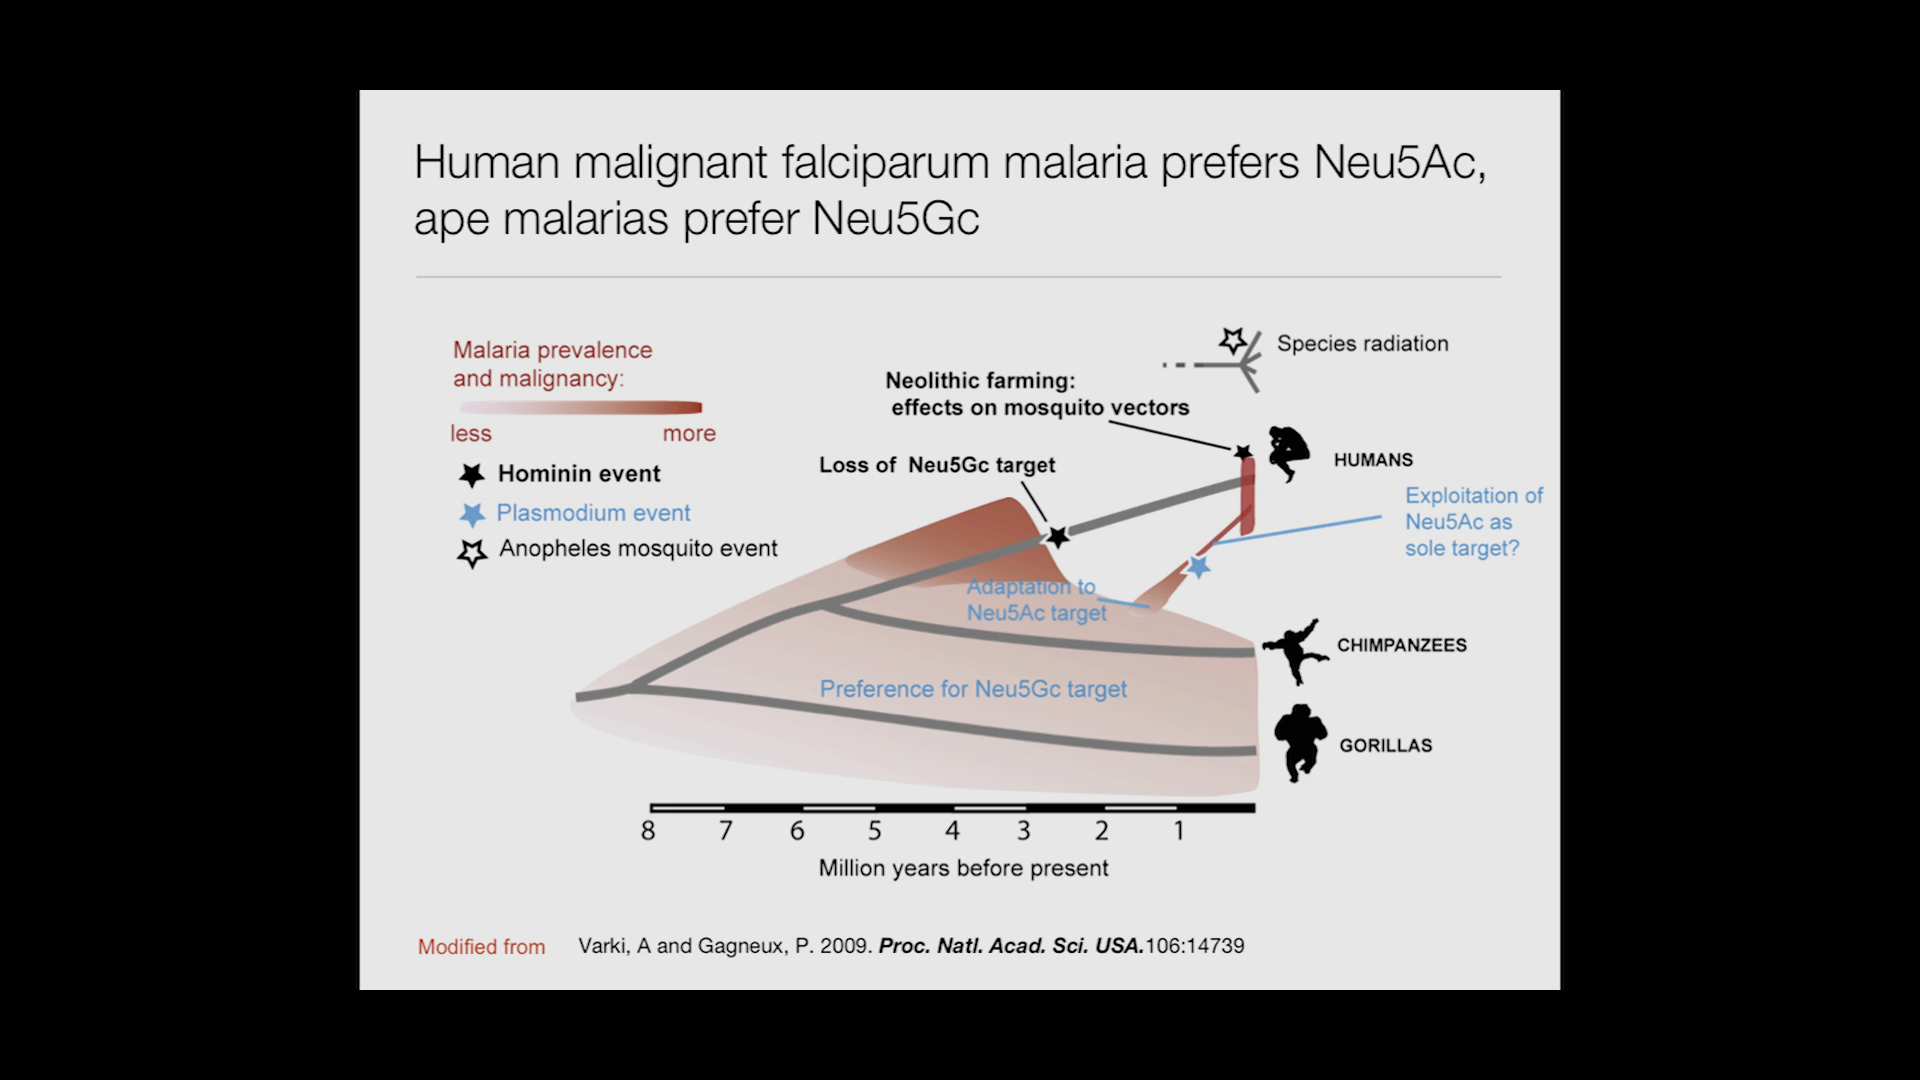 Human malignant falciparum malaria prefers Neu5Ac,
ape malarias prefer Neu5Gc
Malaria prevalence
and malignancy:
less more
Hominin event
Plasmodium event
Anopheles mosquito event
Species radiation
Neolithic farming:
effects on mosquito vectors
Loss of Neu5Gc target
HUMANS
Exploitation of
Neu5Ac as
sole target?
Adaptation to
Neu5Ac target
CHIMPANZEES
Preference for Neu5Gc target
GORILLAS
8 7 6 5 4 3 2 1
Million years before present
Modified from Varki, A and Gagneux, P. 2009. Proc. Natl. Acad. Sci. USA.106:14739